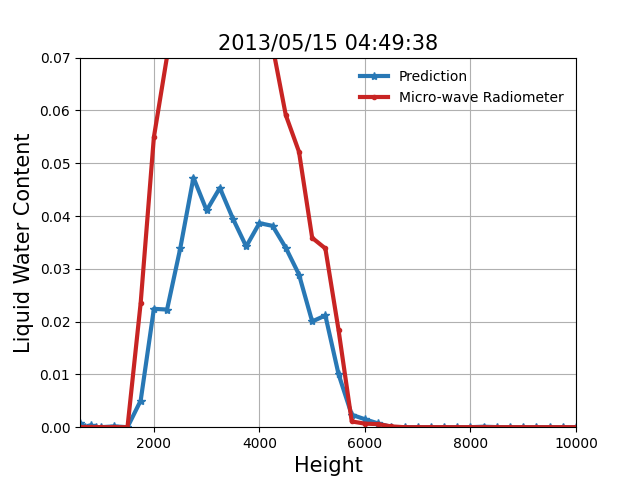 2013/05/15 04:49:38
0.07
0.06
0.05
0.04
0.03
0.02
0.01
0.00
Liquid Water Content
Prediction
Micro-wave Radiometer
2000 4000 6000 8000 10000
Height